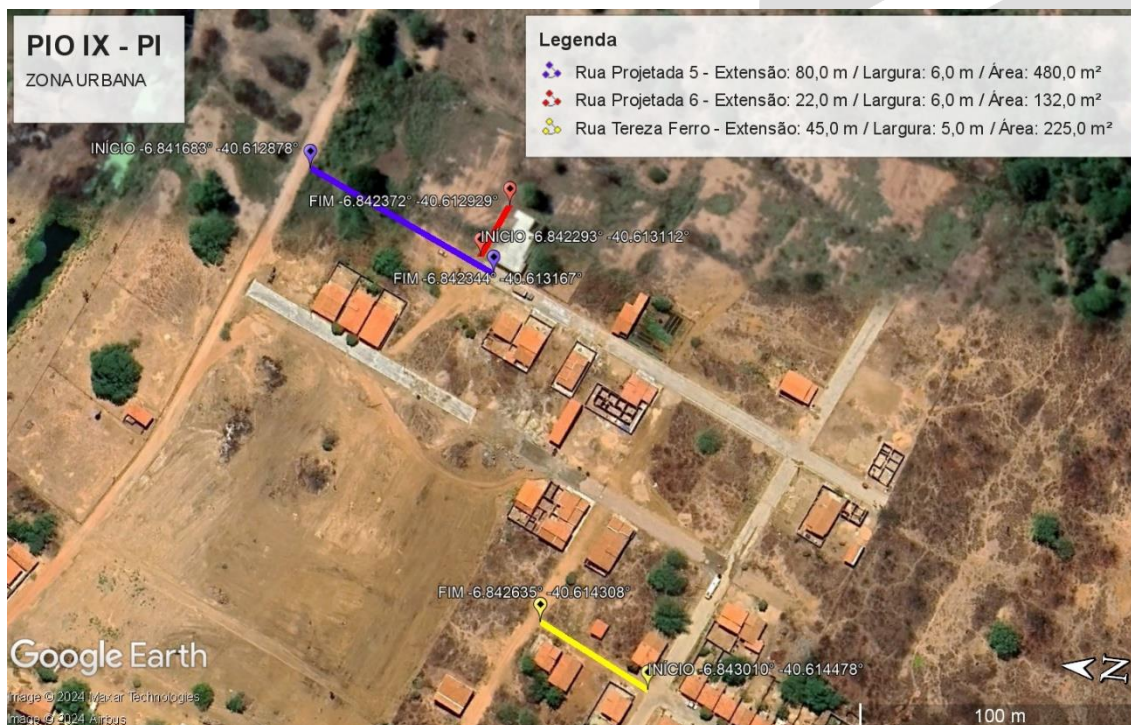 PIO IX - PI
ZONA URBANA
Legenda
Rua Projetada 5 - Extensão: 80,0 m / Largura: 6,0 m / Área: 480,0 m²
Rua Projetada 6 - Extensão: 22,0 m / Largura: 6,0 m / Área: 132,0 m²
Rua Tereza Ferro - Extensão: 45,0 m / Largura: 5,0 m / Área: 225,0 m²
INÍCIO -6.841683° -40.612878°
FIM -6.842372° -40.612929°
INÍCIO -6.842293° -40.613112°
FIM -6.842344° -40.613167°
FIM -6.842635° -40.614308°
INÍCIO -6.843010° -40.614478°
Google Earth
Image © 2024 Maxar Technologies
Image © 2024 Airbus
N
100 m